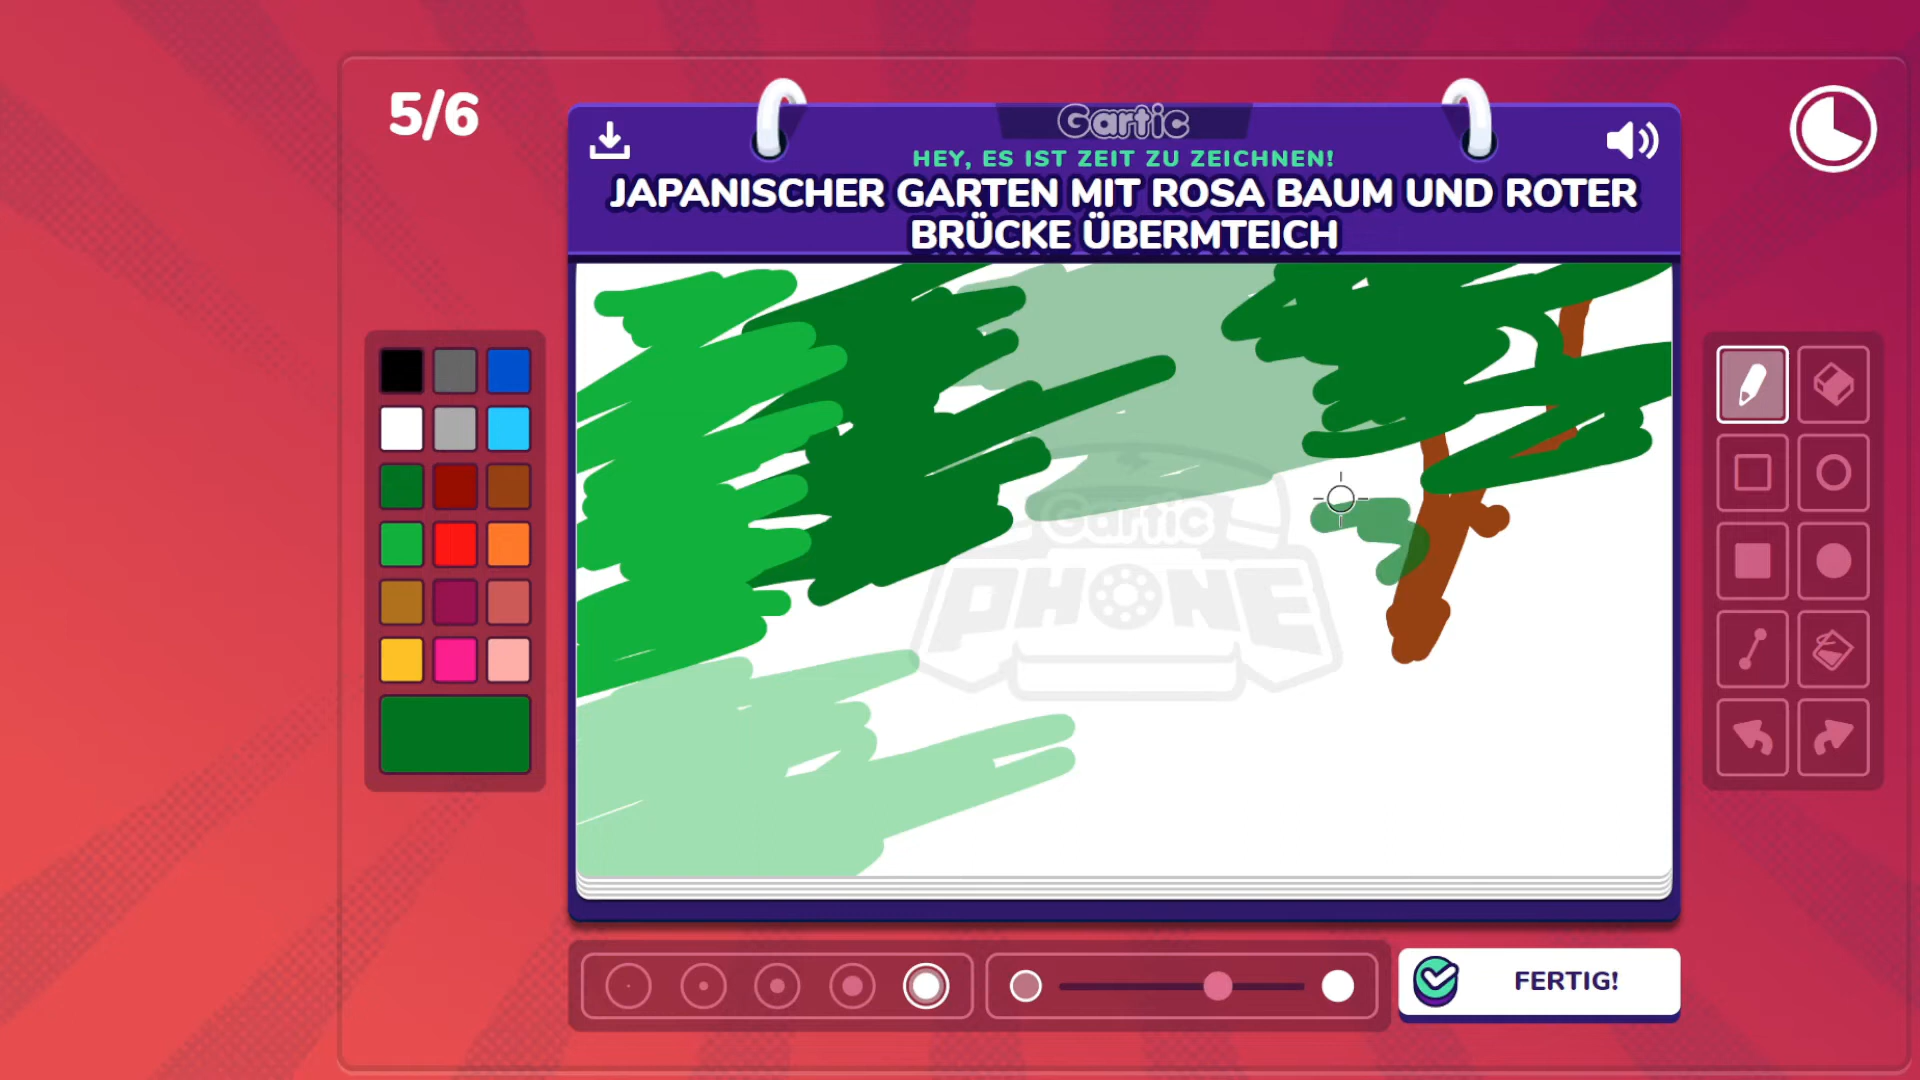 5/6
Gartic
HEY, ES IST ZEIT ZU ZEICHNEN!
JAPANISCHER GARTEN MIT ROSA BAUM UND ROTER
BRÜCKE ÜBERMTEICH
Gartic
PHONE
FERTIG!